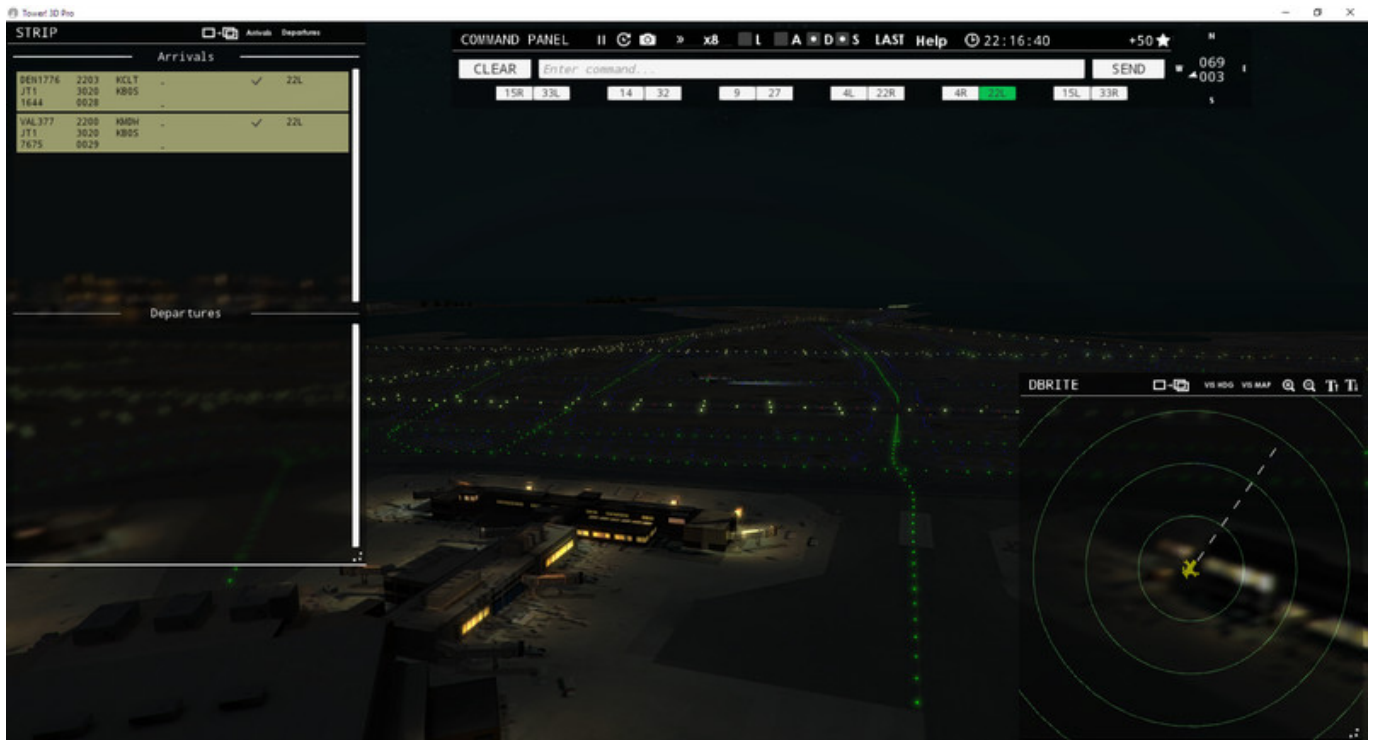 Tower! 3D Pro
STRIP Arrivals Departures
Arrivals
DEN1776 2203 KCLT - 22L
JT1 3020 KBOS
1644 0028 -
VAL377 2200 KMDW - 22L
JT1 3020 KBOS
7675 0029 -
Departures
COMMAND PANEL » x8 L A D S LAST Help 22:16:40 +50
CLEAR Enter command... SEND
15R 33L 14 32 9 27 4L 22R 4R 22L 15L 33R
N
W 069
003
S
DBRITE VIS HDG VIS MAP